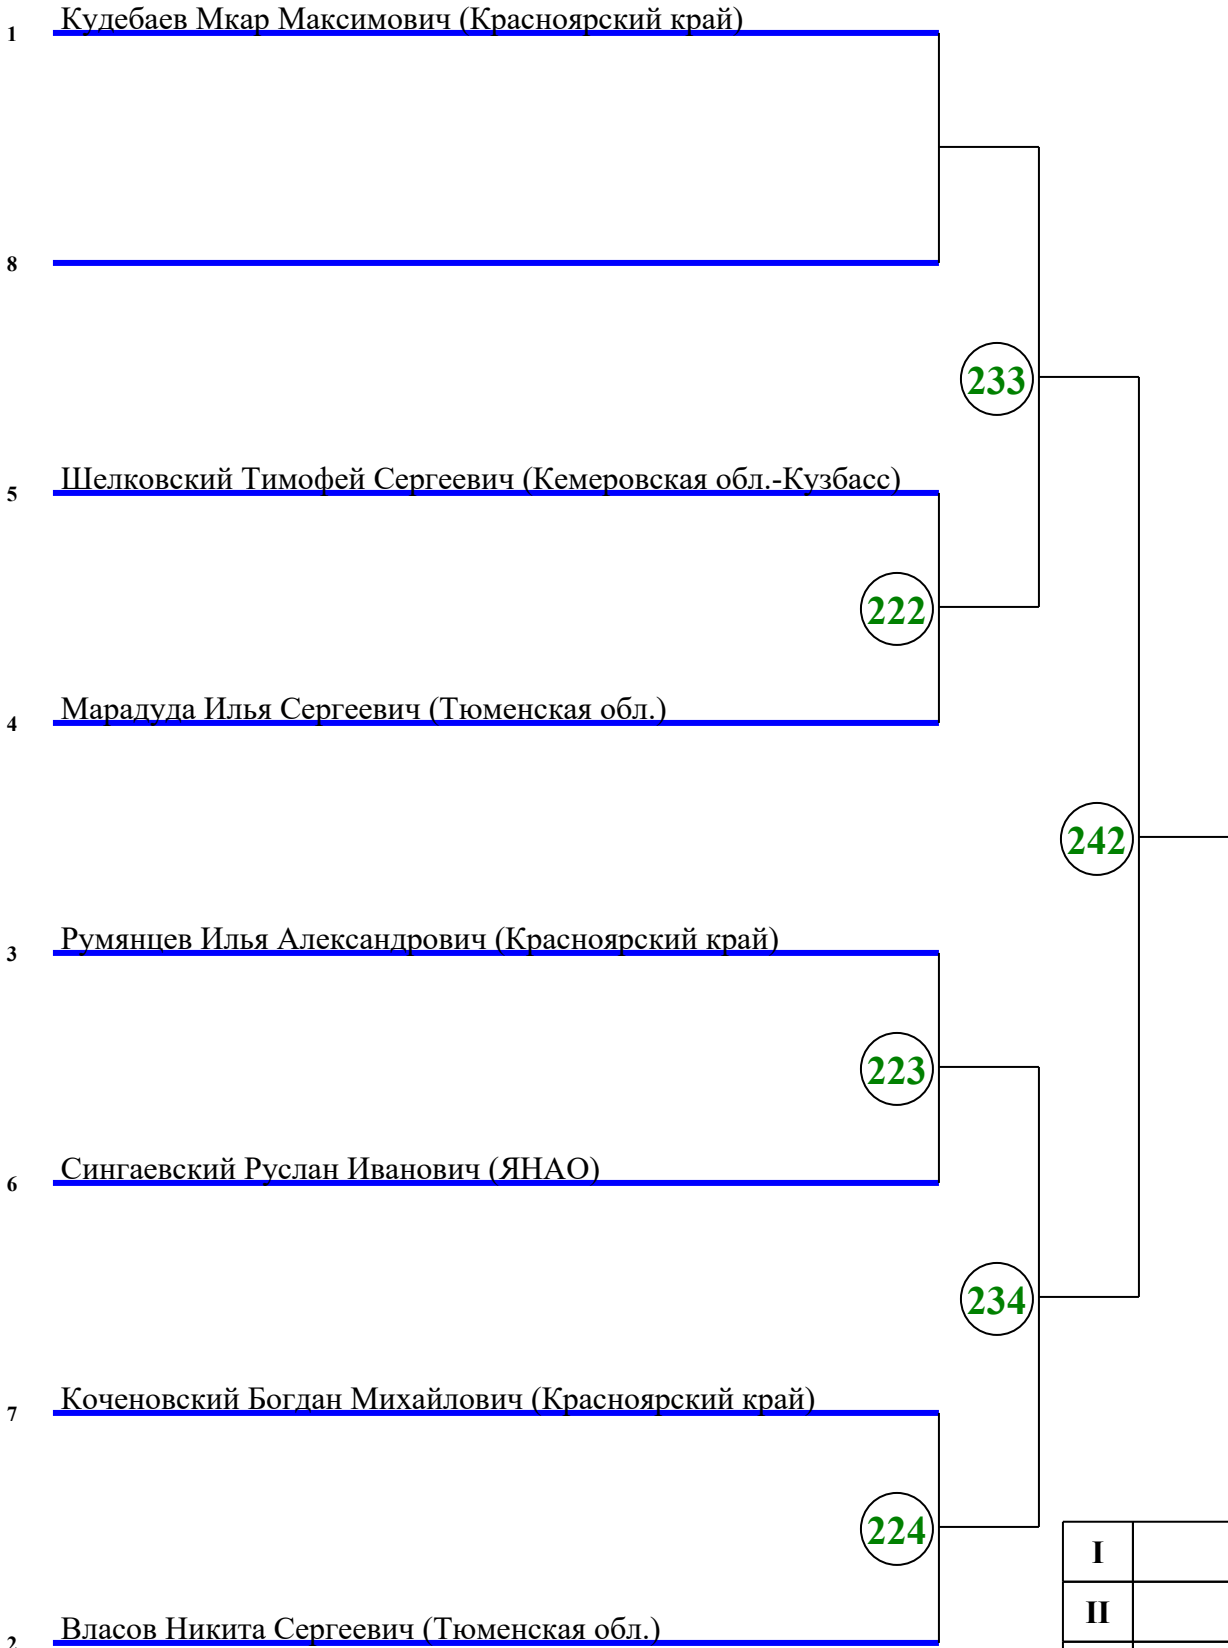 1 Кудебаев Мкар Максимович (Красноярский край)
8
233
5 Шелковский Тимофей Сергеевич (Кемеровская обл.-Кузбасс)
222
4 Марадуда Илья Сергеевич (Тюменская обл.)
242
3 Румянцев Илья Александрович (Красноярский край)
223
6 Сингаевский Руслан Иванович (ЯНАО)
234
7 Коченовский Богдан Михайлович (Красноярский край)
224
I
II
2 Власов Никита Сергеевич (Тюменская обл.)